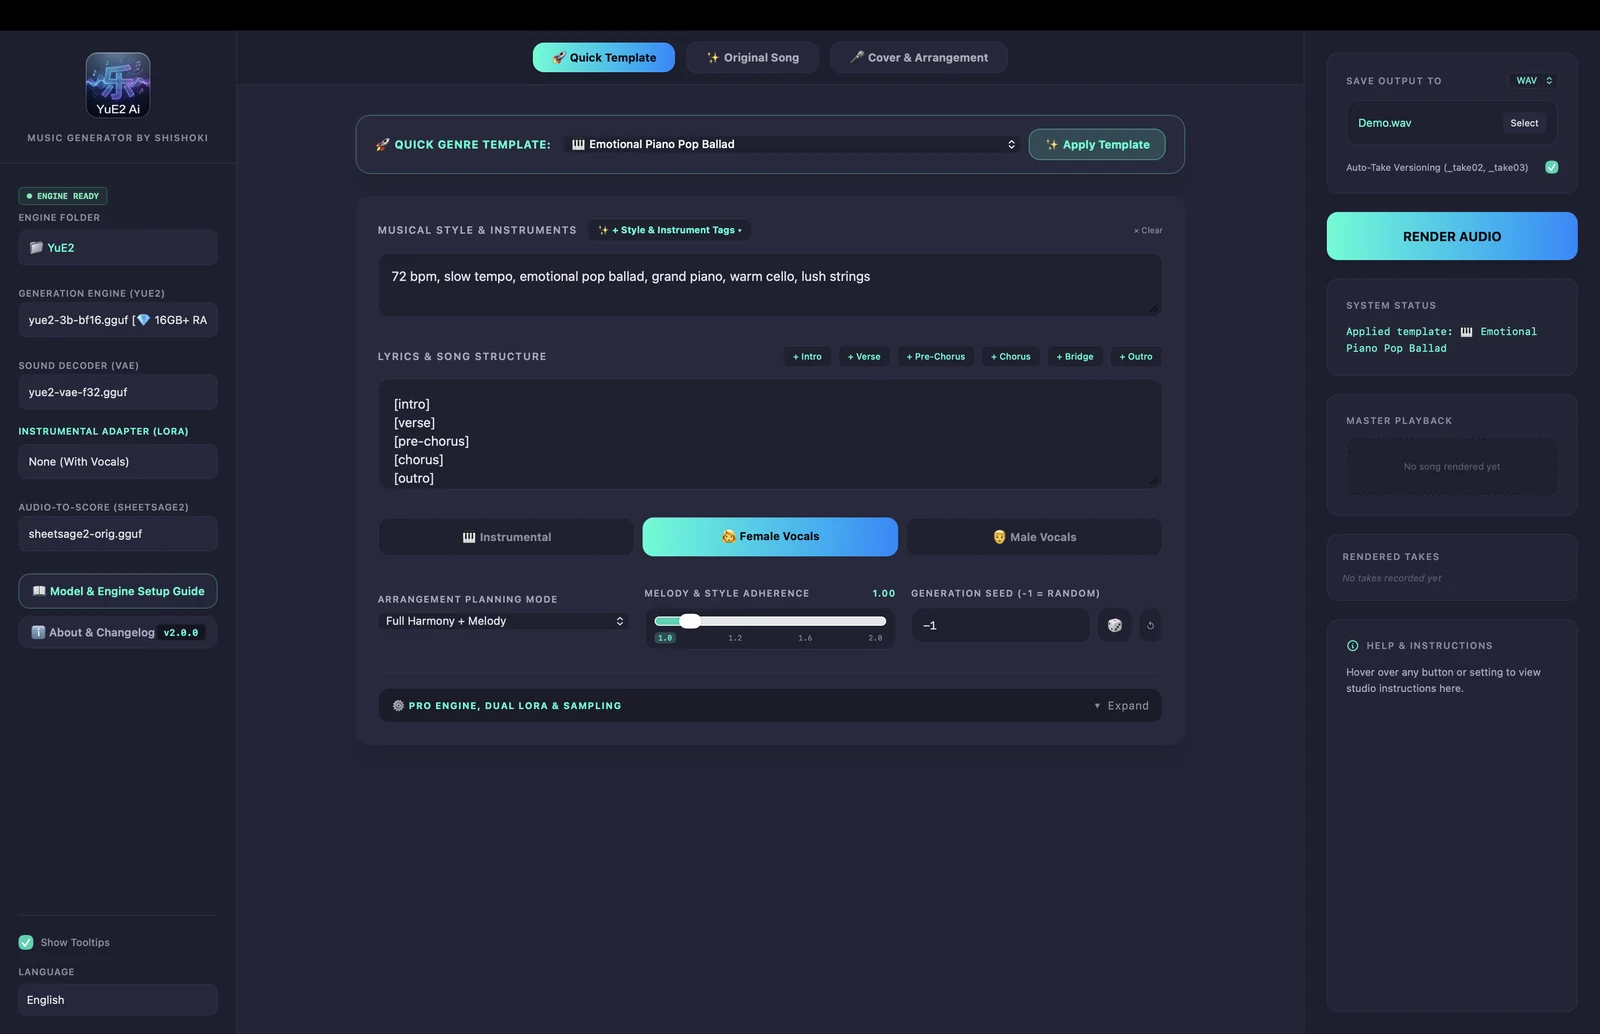 乐
YuE2 Ai
MUSIC GENERATOR BY SHISHOKI
ENGINE READY
ENGINE FOLDER
YuE2
GENERATION ENGINE (YUE2)
yue2-3b-bf16.gguf [💎 16GB+ RA
SOUND DECODER (VAE)
yue2-vae-f32.gguf
INSTRUMENTAL ADAPTER (LORA)
None (With Vocals)
AUDIO-TO-SCORE (SHEETSAGE2)
sheetsage2-orig.gguf
Model & Engine Setup Guide
About & Changelog v2.0.0
Show Tooltips
LANGUAGE
English
Quick Template
Original Song
Cover & Arrangement
QUICK GENRE TEMPLATE: Emotional Piano Pop Ballad
Apply Template
MUSICAL STYLE & INSTRUMENTS
+ Style & Instrument Tags ▾
× Clear
72 bpm, slow tempo, emotional pop ballad, grand piano, warm cello, lush strings
LYRICS & SONG STRUCTURE
+ Intro
+ Verse
+ Pre-Chorus
+ Chorus
+ Bridge
+ Outro
[intro]
[verse]
[pre-chorus]
[chorus]
[outro]
Instrumental
Female Vocals
Male Vocals
ARRANGEMENT PLANNING MODE
Full Harmony + Melody
MELODY & STYLE ADHERENCE 1.00
1.0 1.2 1.6 2.0
GENERATION SEED (-1 = RANDOM)
-1
PRO ENGINE, DUAL LORA & SAMPLING
▼ Expand
SAVE OUTPUT TO
WAV
Demo.wav
Select
Auto-Take Versioning (_take02, _take03)
RENDER AUDIO
SYSTEM STATUS
Applied template: 🎹 Emotional
Piano Pop Ballad
MASTER PLAYBACK
No song rendered yet
RENDERED TAKES
No takes recorded yet
HELP & INSTRUCTIONS
Hover over any button or setting to view
studio instructions here.